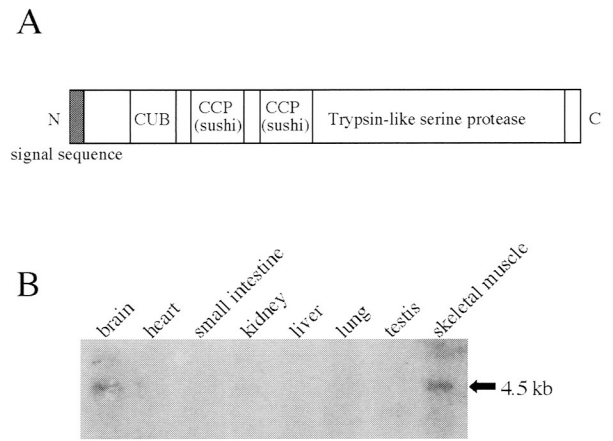 A
N
CUB
CCP
(sushi)
CCP
(sushi)
Trypsin-like serine protease
C
signal sequence
B
brain
heart
small intestine
kidney
liver
lung
testis
skeletal muscle
4.5 kb